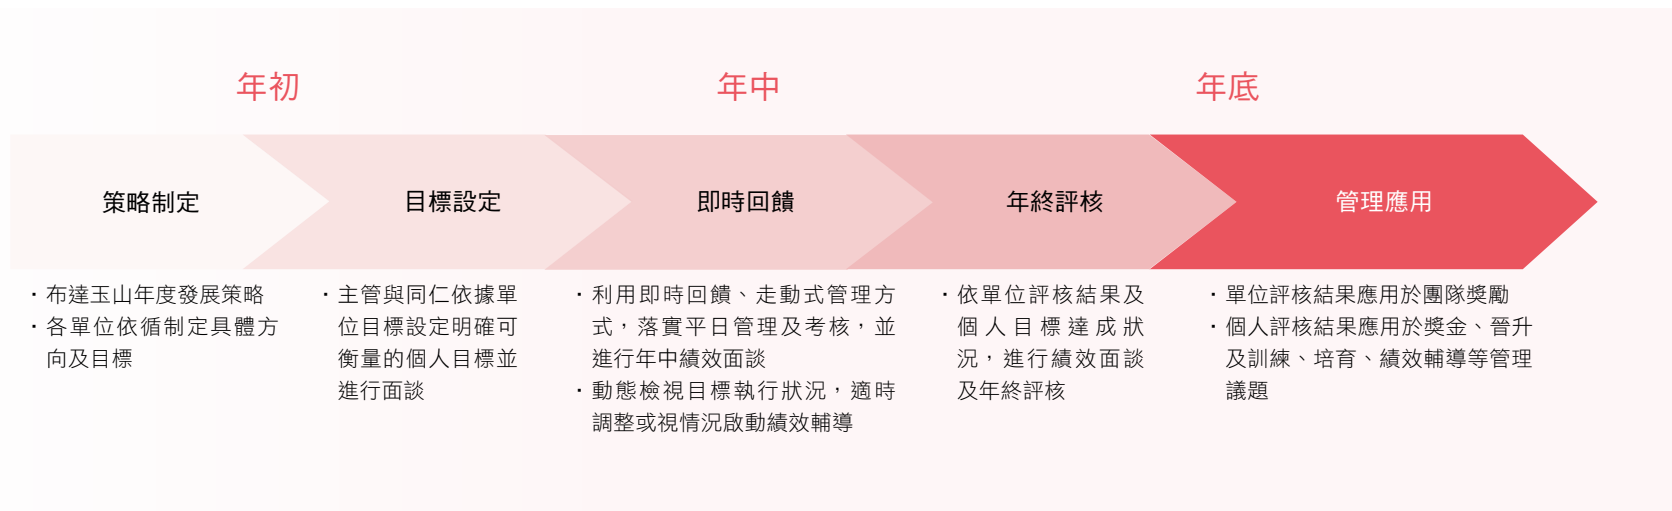 年初
年中
年底
策略制定
目標設定
即時回饋
年終評核
管理應用
・布達玉山年度發展策略
・各單位依循制定具體方
向及目標
・主管與同仁依據單
位目標設定明確可
衡量的個人目標並
進行面談
・利用即時回饋、走動式管理方
式，落實平日管理及考核，並
進行年中績效面談
・動態檢視目標執行狀況，適時
調整或視情況啟動績效輔導
・依單位評核結果及
個人目標達成狀
況，進行績效面談
及年終評核
・單位評核結果應用於團隊獎勵
・個人評核結果應用於獎金、晉升
及訓練、培育、績效輔導等管理
議題